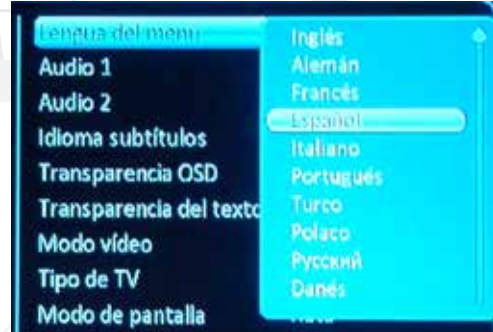 Lengua del menu
Audio 1
Audio 2
Idioma subtítulos
Transparencia OSD
Transparencia del texto
Modo vídeo
Tipo de TV
Modo de pantalla
Inglés
Alemán
Francés
Español
Italiano
Portugués
Turco
Polaco
Русский
Danés